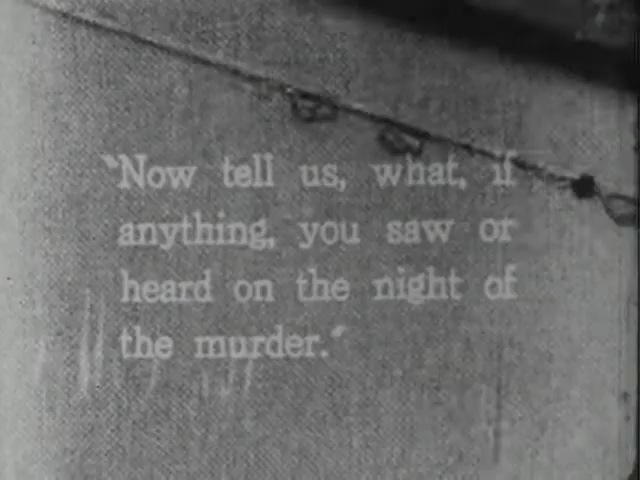 "Now tell us, what, if
anything, you saw or
heard on the night of
the murder."